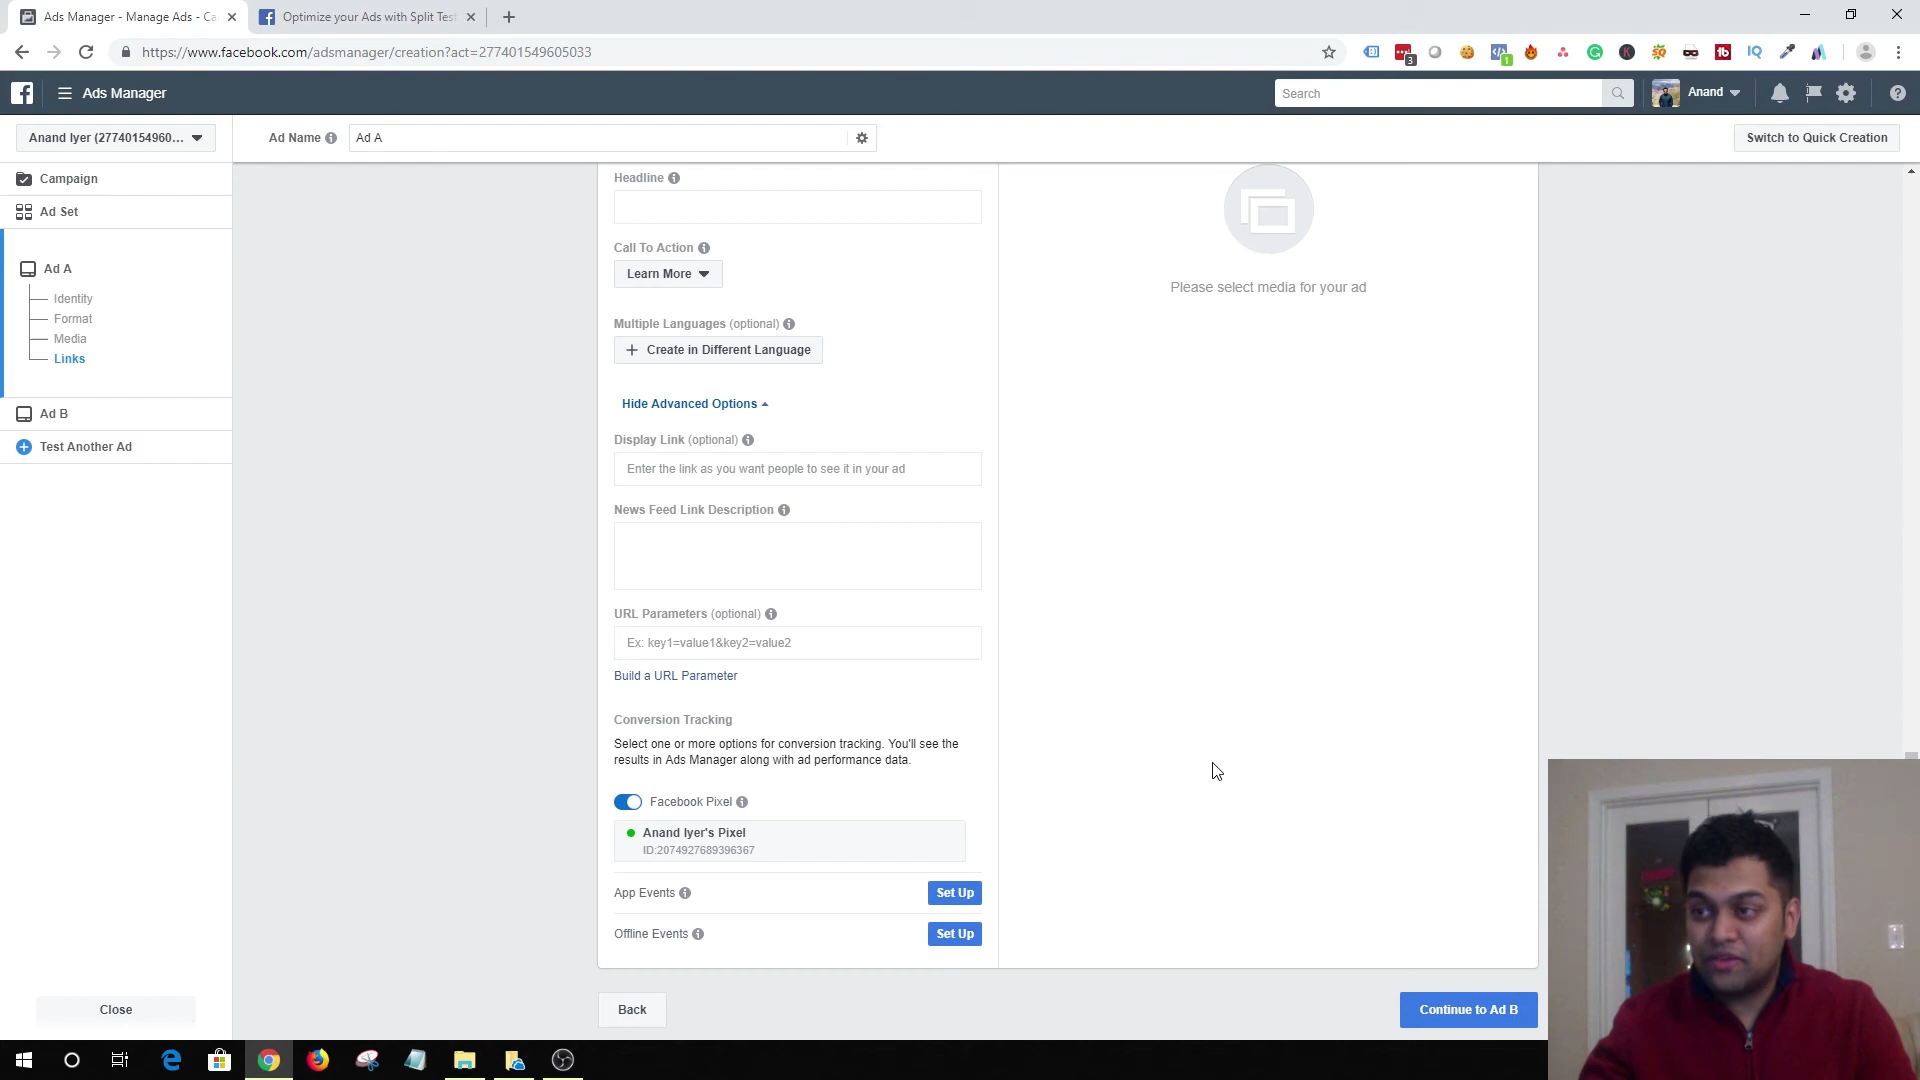 Ads Manager - Manage Ads - Ca
Optimize your Ads with Split Test
https://www.facebook.com/adsmanager/creation?act=277401549605033
3
1
tb
IQ
Ads Manager
Search
Anand
Anand Iyer (27740154960...
Ad Name
Ad A
Switch to Quick Creation
Campaign
Ad Set
Ad A
Identity
Format
Media
Links
Ad B
Test Another Ad
Close
Headline
Call To Action
Learn More
Multiple Languages (optional)
Create in Different Language
Hide Advanced Options
Display Link (optional)
Enter the link as you want people to see it in your ad
News Feed Link Description
URL Parameters (optional)
Ex: key1=value1&key2=value2
Build a URL Parameter
Conversion Tracking
Select one or more options for conversion tracking. You'll see the
results in Ads Manager along with ad performance data.
Facebook Pixel
Anand Iyer's Pixel
ID:2074927689396367
App Events
Set Up
Offline Events
Set Up
Please select media for your ad
Back
Continue to Ad B